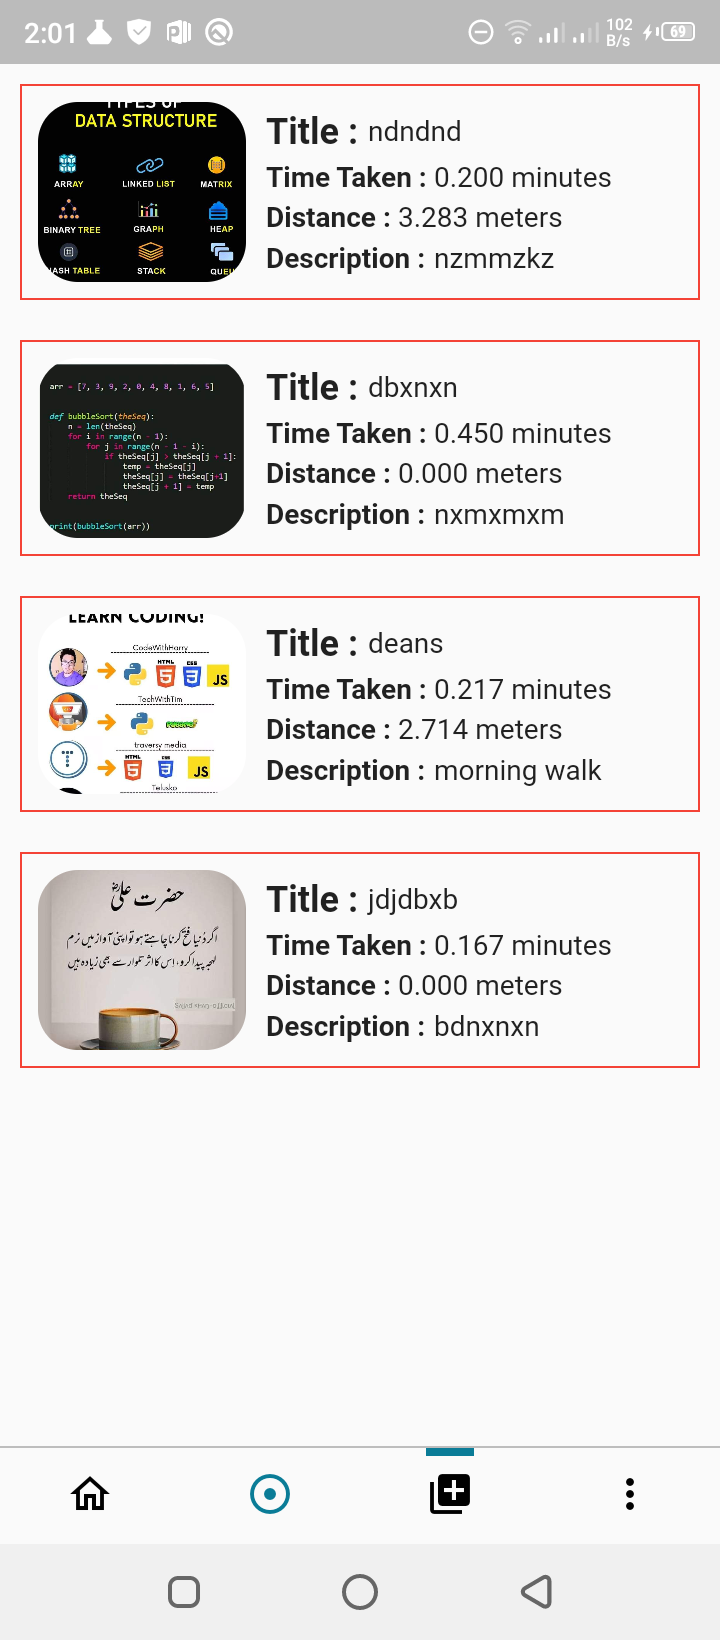 2:01
102
B/s
69
TYPES OF
DATA STRUCTURE
ARRAY
LINKED LIST
MATRIX
BINARY TREE
GRAPH
HEAP
HASH TABLE
STACK
QUEU
Title : ndndnd
Time Taken : 0.200 minutes
Distance : 3.283 meters
Description : nzmmzkz
arr = [7, 3, 9, 2, 0, 4, 8, 1, 6, 5]
def bubbleSort(theSeq):
n = len(theSeq)
for i in range(n - 1):
for j in range(n - 1 - i):
if theSeq[j] > theSeq[j + 1]:
temp = theSeq[j]
theSeq[j] = theSeq[j+1]
theSeq[j + 1] = temp
return theSeq
print(bubbleSort(arr))
Title : dbxnxn
Time Taken : 0.450 minutes
Distance : 0.000 meters
Description : nxmxmxm
LEARN CODING!
CodeWithHarry
HTML
5
CSS
3
JS
TechWithTim
traversy media
HTML
5
CSS
3
JS
Telusko
Title : deans
Time Taken : 0.217 minutes
Distance : 2.714 meters
Description : morning walk
حضرت علیؓ
اگر دُنیا فتح کرنا چاہتے ہو تو اپنی آواز میں نرم
لہجہ پیدا کرو، اِس کا اثر تلوار سے بھی زیادہ ہیں
Title : jdjdbxb
Time Taken : 0.167 minutes
Distance : 0.000 meters
Description : bdnxnxn